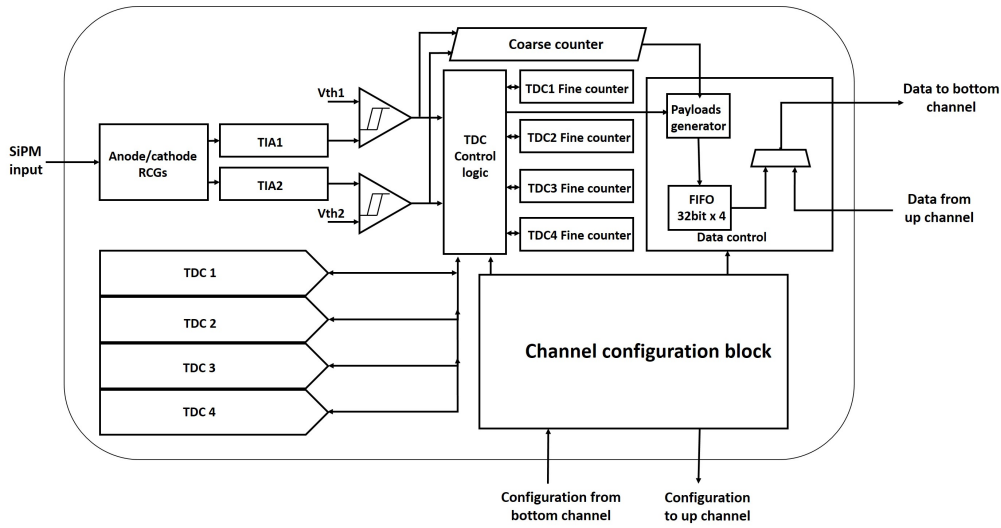 Coarse counter
Vth1
TDC1 Fine counter
Data to bottom
channel
Payloads
generator
SiPM
input
Anode/cathode
RCGs
TIA1
TIA2
TDC
Control
logic
TDC2 Fine counter
TDC3 Fine counter
FIFO
32bit x 4
Data from
up channel
Vth2
TDC4 Fine counter
Data control
TDC 1
TDC 2
TDC 3
TDC 4
Channel configuration block
Configuration from
bottom channel
Configuration
to up channel